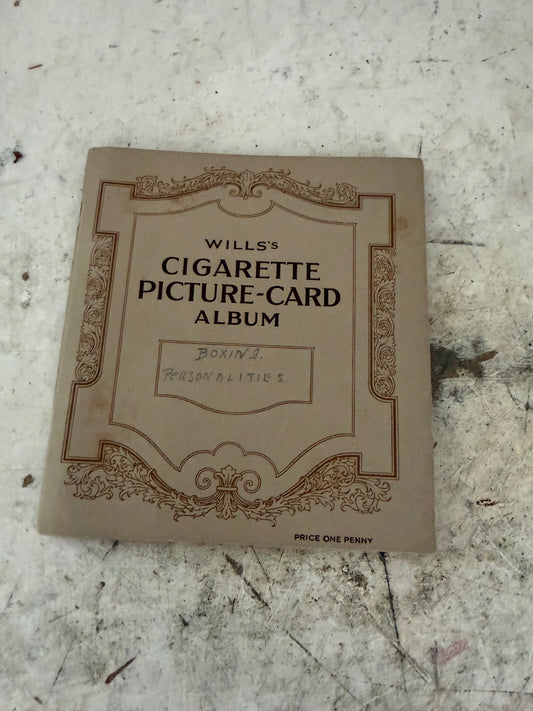 WILLS'S
CIGARETTE
PICTURE-CARD
ALBUM
BOXING.
PERSONALITIES
PRICE ONE PENNY